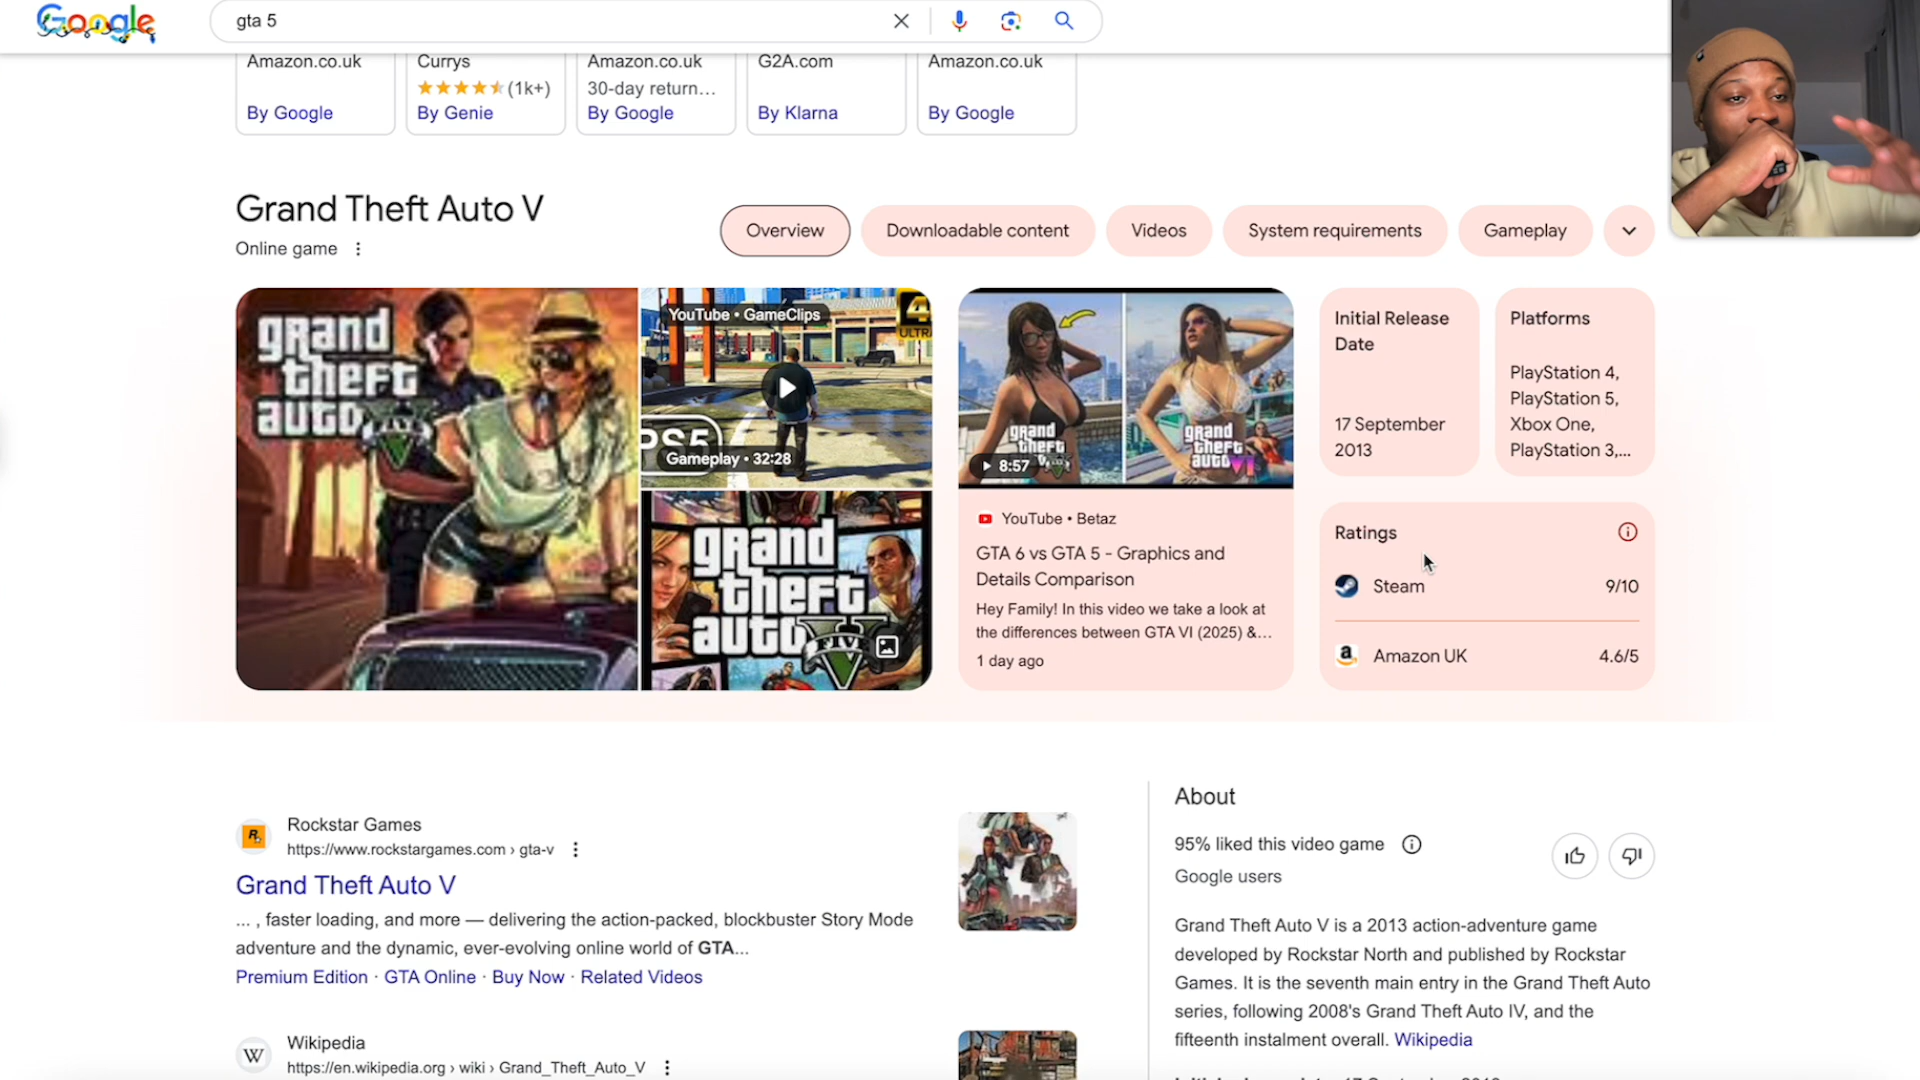 Google
gta 5
Amazon.co.uk
By Google
Currys
(1k+)
By Genie
Amazon.co.uk
30-day return...
By Google
G2A.com
By Klarna
Amazon.co.uk
By Google
Grand Theft Auto V
Online game
Overview
Downloadable content
Videos
System requirements
Gameplay
grand
theft
auto
V
YouTube • GameClips
4
ULTR
PS5
Gameplay • 32:28
grand
theft
auto
V
grand
theft
V
grand
theft
auto VI
8:57
YouTube • Betaz
GTA 6 vs GTA 5 - Graphics and
Details Comparison
Hey Family! In this video we take a look at
the differences between GTA VI (2025) &...
1 day ago
Initial Release
Date
17 September
2013
Platforms
PlayStation 4,
PlayStation 5,
Xbox One,
PlayStation 3,...
Ratings
Steam
9/10
a
Amazon UK
4.6/5
R
Rockstar Games
https://www.rockstargames.com › gta-v
Grand Theft Auto V
... , faster loading, and more — delivering the action-packed, blockbuster Story Mode
adventure and the dynamic, ever-evolving online world of GTA...
Premium Edition · GTA Online · Buy Now · Related Videos
W
Wikipedia
https://en.wikipedia.org › wiki › Grand_Theft_Auto_V
About
95% liked this video game
Google users
Grand Theft Auto V is a 2013 action-adventure game
developed by Rockstar North and published by Rockstar
Games. It is the seventh main entry in the Grand Theft Auto
series, following 2008's Grand Theft Auto IV, and the
fifteenth instalment overall. Wikipedia